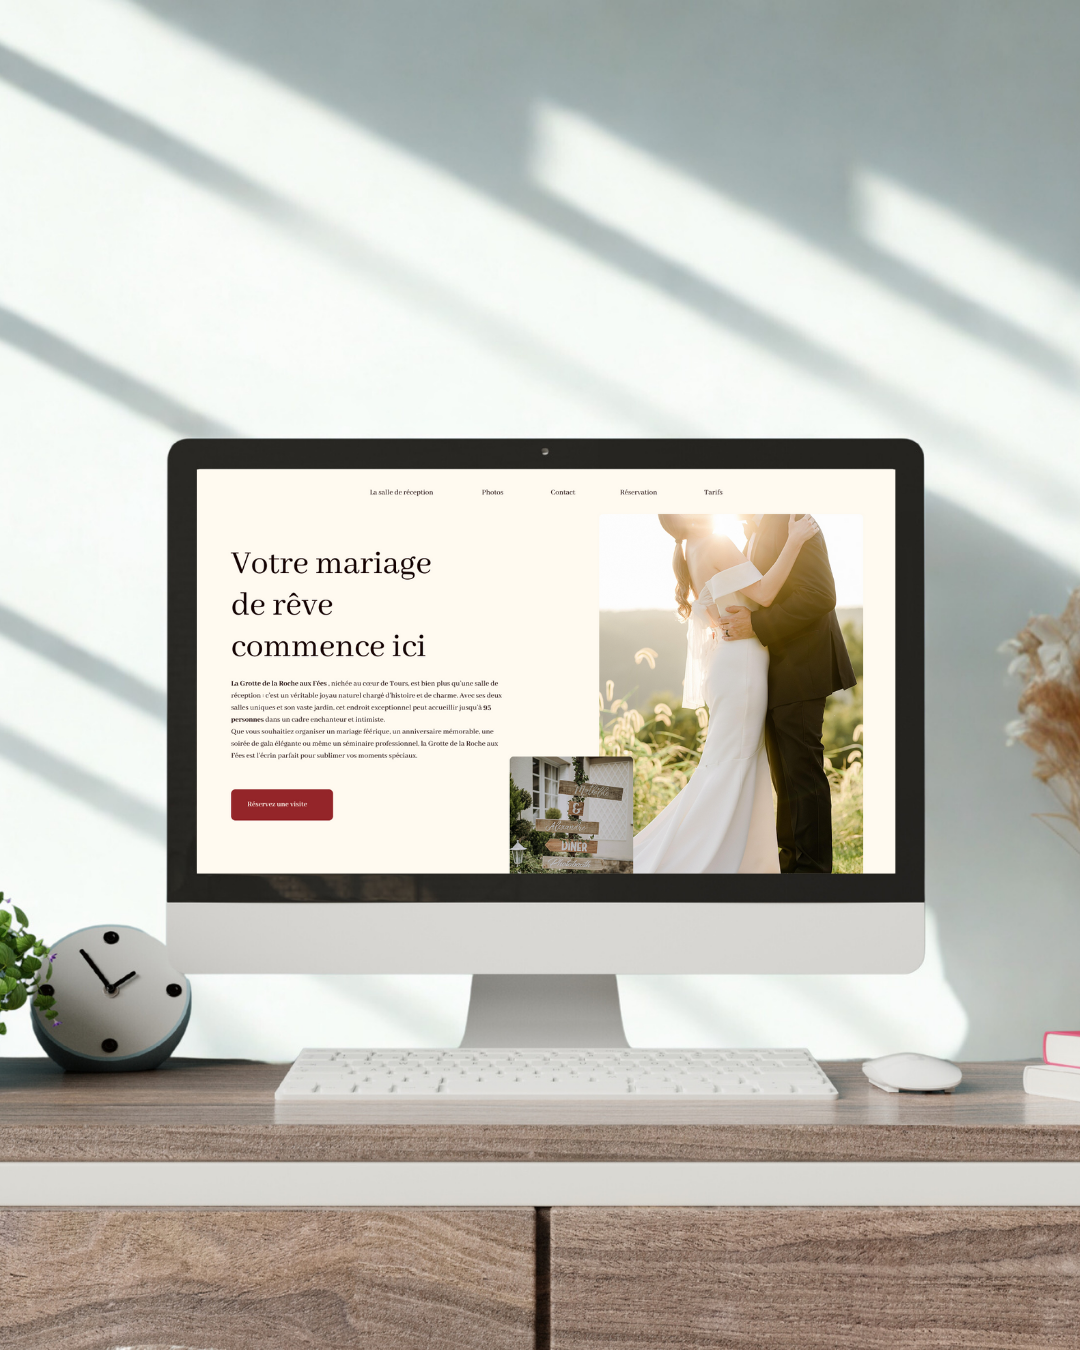 La salle de réception Photos Contact Réservation Tarifs
Votre mariage
de rêve
commence ici
La Grotte de la Roche aux Fées , nichée au cœur de Tours, est bien plus qu'une salle de
réception : c'est un véritable joyau naturel chargé d'histoire et de charme. Avec ses deux
salles uniques et son vaste jardin, cet endroit exceptionnel peut accueillir jusqu'à 95
personnes dans un cadre enchanteur et intimiste.
Que vous souhaitiez organiser un mariage féérique, un anniversaire mémorable, une
soirée de gala élégante ou même un séminaire professionnel, la Grotte de la Roche aux
Fées est l'écrin parfait pour sublimer vos moments spéciaux.
Réservez une visite
&
DINER